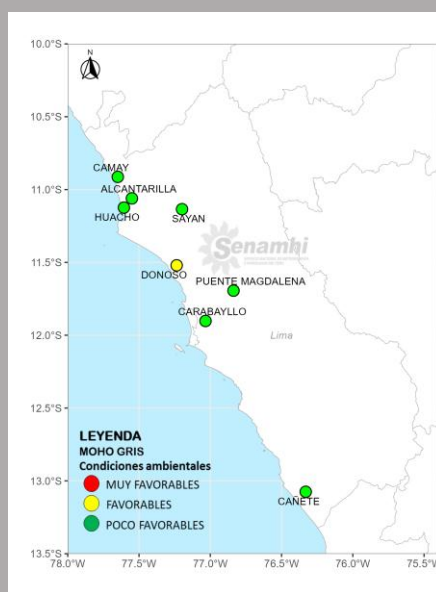 10.0°S
N
10.5°S
CAMAY
11.0°S
ALCANTARILLA
HUACHO
SAYAN
Senamhi
11.5°S
DONOSO
PUENTE MAGDALENA
CARABAYLLO
12.0°S
Lima
12.5°S
LEYENDA
MOHO GRIS
Condiciones ambientales
13.0°S
MUY FAVORABLES
FAVORABLES
CAÑETE
POCO FAVORABLES
13.5°S
78.0°W 77.5°W 77.0°W 76.5°W 76.0°W 75.5°W